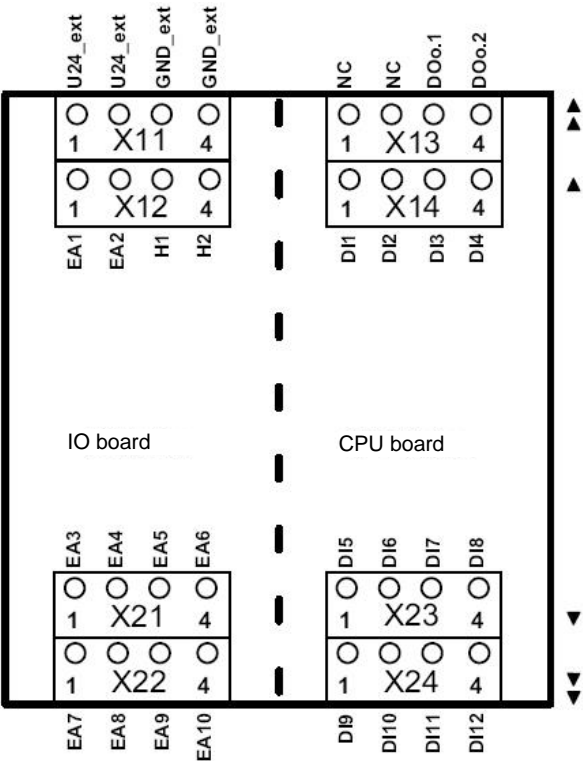 U24_ext U24_ext GND_ext GND_ext NC NC DOo.1 DOo.2
1 X11 4 1 X13 4
1 X12 4 1 X14 4
EA1 EA2 H1 H2 DI1 DI2 DI3 DI4
IO board CPU board
EA3 EA4 EA5 EA6 DI5 DI6 DI7 DI8
1 X21 4 1 X23 4
1 X22 4 1 X24 4
EA7 EA8 EA9 EA10 DI9 DI10 DI11 DI12